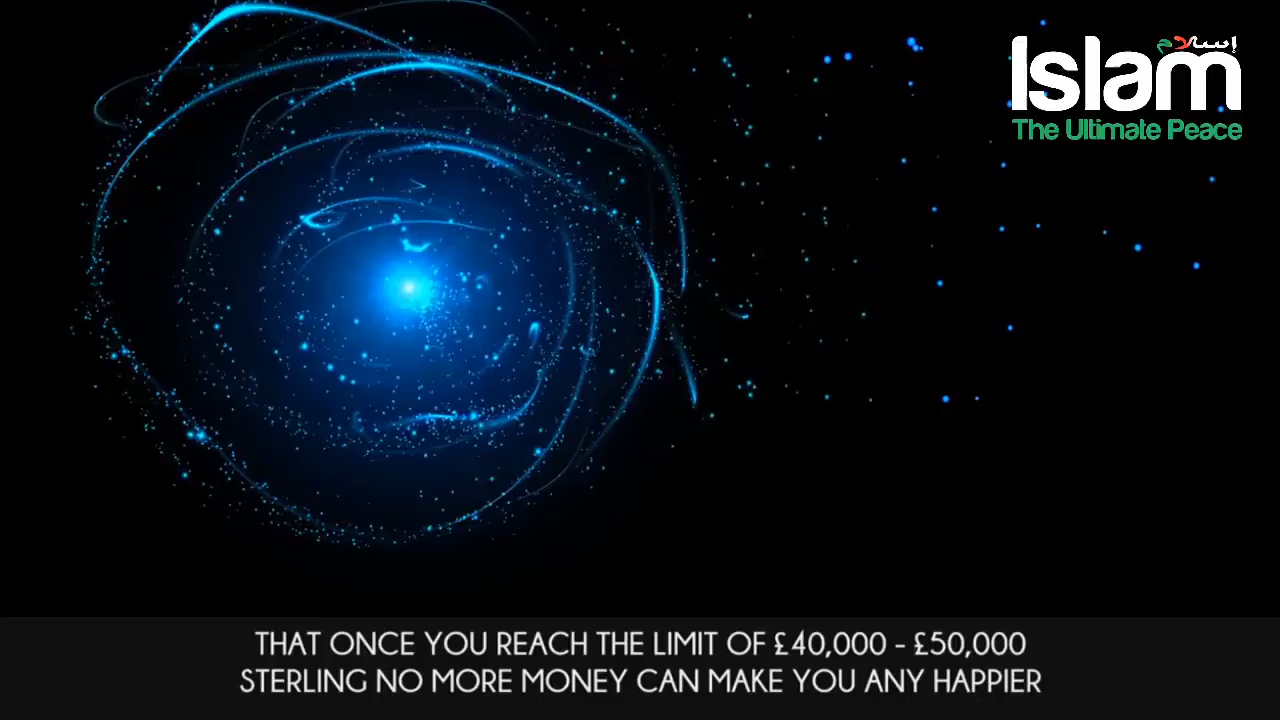 إسلام
Islam
The Ultimate Peace
THAT ONCE YOU REACH THE LIMIT OF £40,000 - £50,000
STERLING NO MORE MONEY CAN MAKE YOU ANY HAPPIER